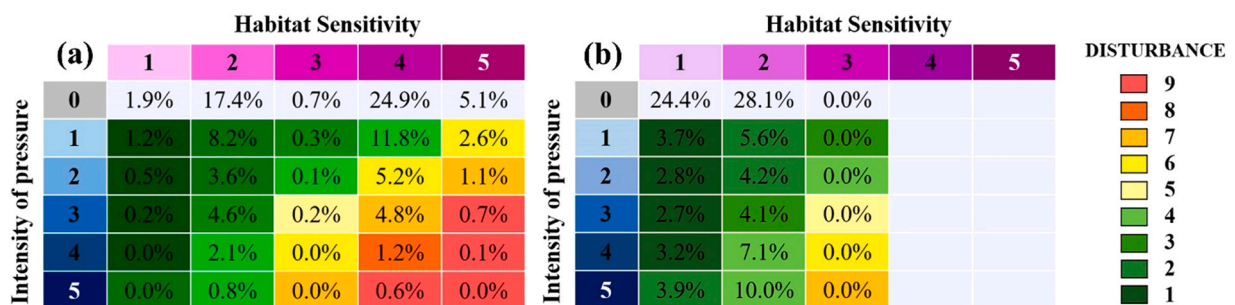 Habitat Sensitivity
(a) 1 2 3 4 5
0 1.9% 17.4% 0.7% 24.9% 5.1%
1 1.2% 8.2% 0.3% 11.8% 2.6%
2 0.5% 3.6% 0.1% 5.2% 1.1%
3 0.2% 4.6% 0.2% 4.8% 0.7%
4 0.0% 2.1% 0.0% 1.2% 0.1%
5 0.0% 0.8% 0.0% 0.6% 0.0%
Intensity of pressure
Habitat Sensitivity
(b) 1 2 3 4 5
0 24.4% 28.1% 0.0%
1 3.7% 5.6% 0.0%
2 2.8% 4.2% 0.0%
3 2.7% 4.1% 0.0%
4 3.2% 7.1% 0.0%
5 3.9% 10.0% 0.0%
Intensity of pressure
DISTURBANCE
9
8
7
6
5
4
3
2
1